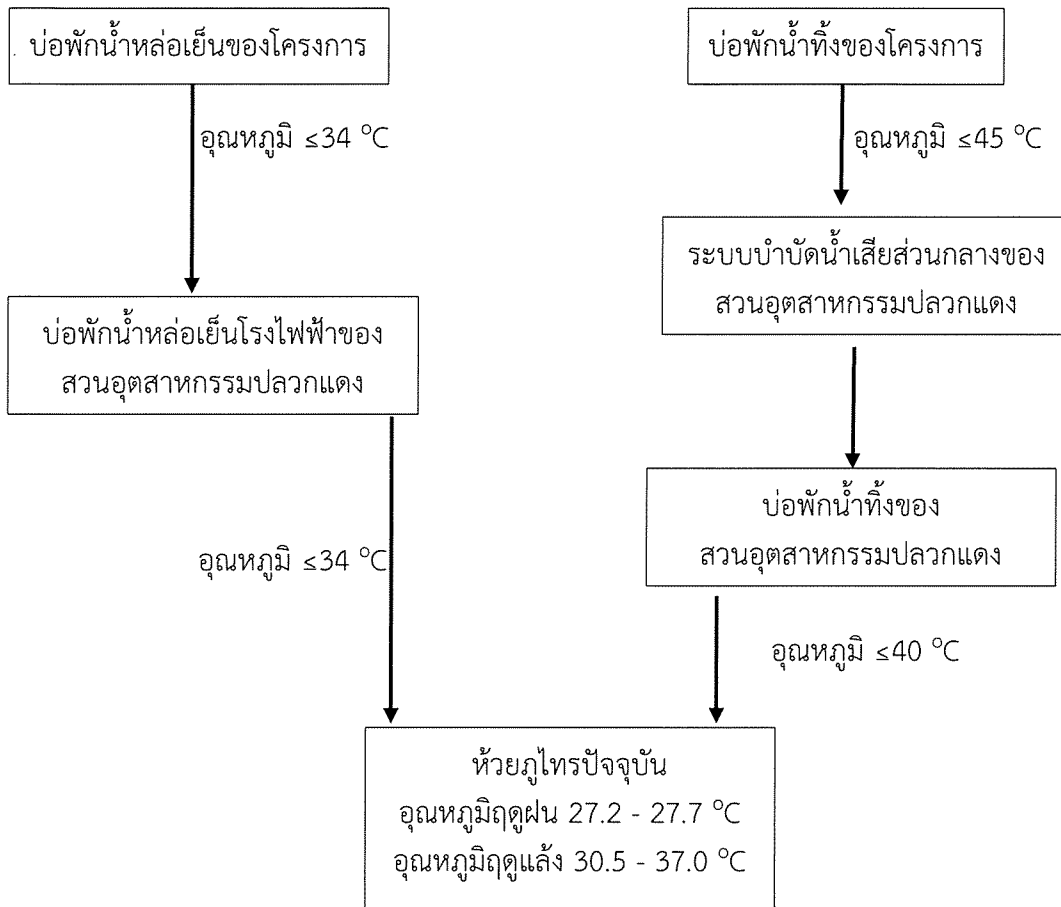 บ่อพักน้ำหล่อเย็นของโครงการ
อุณหภูมิ ≤34 °C
บ่อพักน้ำหล่อเย็นโรงไฟฟ้าของ
สวนอุตสาหกรรมปลวกแดง
อุณหภูมิ ≤34 °C
บ่อพักน้ำทิ้งของโครงการ
อุณหภูมิ ≤45 °C
ระบบบำบัดน้ำเสียส่วนกลางของ
สวนอุตสาหกรรมปลวกแดง
บ่อพักน้ำทิ้งของ
สวนอุตสาหกรรมปลวกแดง
อุณหภูมิ ≤40 °C
ห้วยภูไทรปัจจุบัน
อุณหภูมิฤดูฝน 27.2 - 27.7 °C
อุณหภูมิฤดูแล้ง 30.5 - 37.0 °C